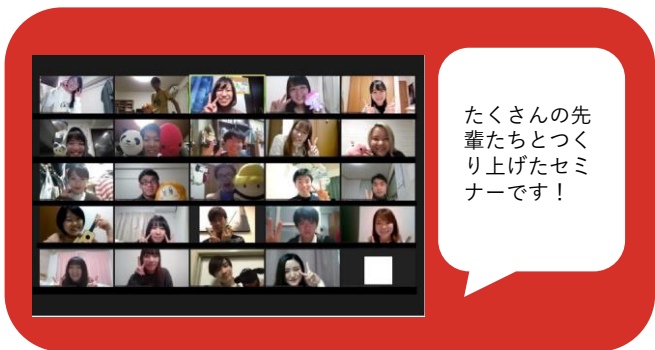 たくさんの先
輩たちとつく
り上げたセミ
ナーです！